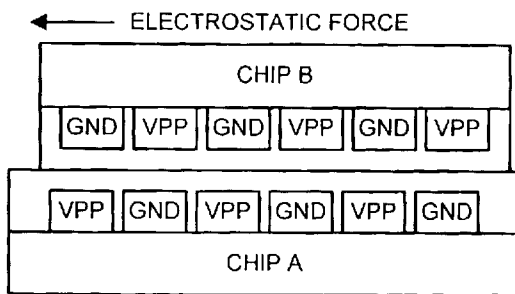 ELECTROSTATIC FORCE
CHIP B
GND VPP GND VPP GND VPP
VPP GND VPP GND VPP GND
CHIP A